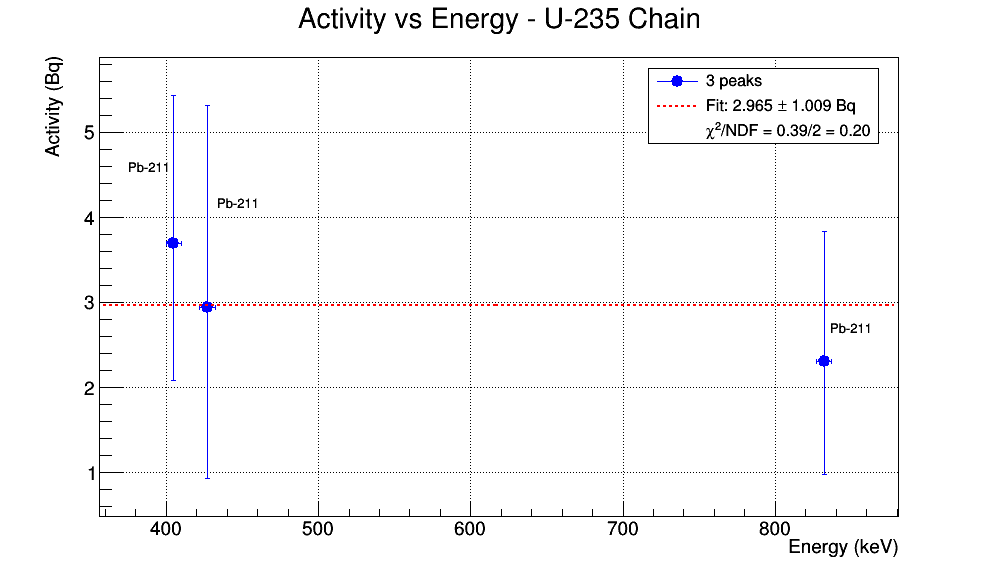 Activity vs Energy - U-235 Chain
Activity (Bq)
3 peaks
Fit: 2.965 ± 1.009 Bq
χ²/NDF = 0.39/2 = 0.20
Pb-211
Pb-211
Pb-211
5
4
3
2
1
400 500 600 700 800
Energy (keV)